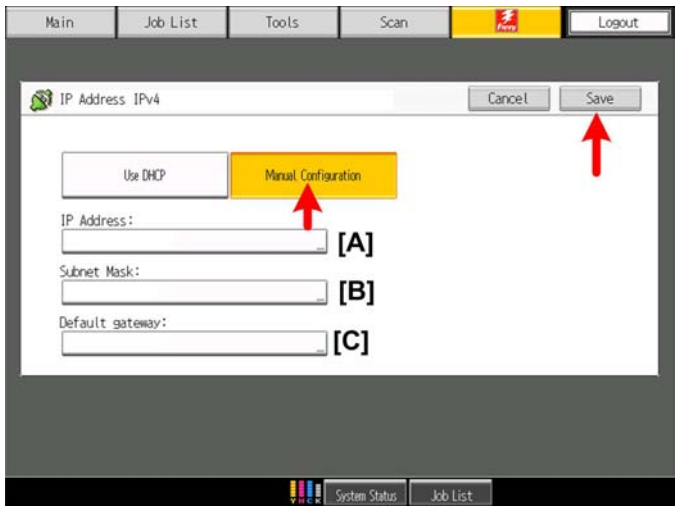 Main Job List Tools Scan Fiery Logout
IP Address IPv4 Cancel Save
Use DHCP Manual Configuration
IP Address:
... [A]
Subnet Mask:
... [B]
Default gateway:
... [C]
Y M C K System Status Job List